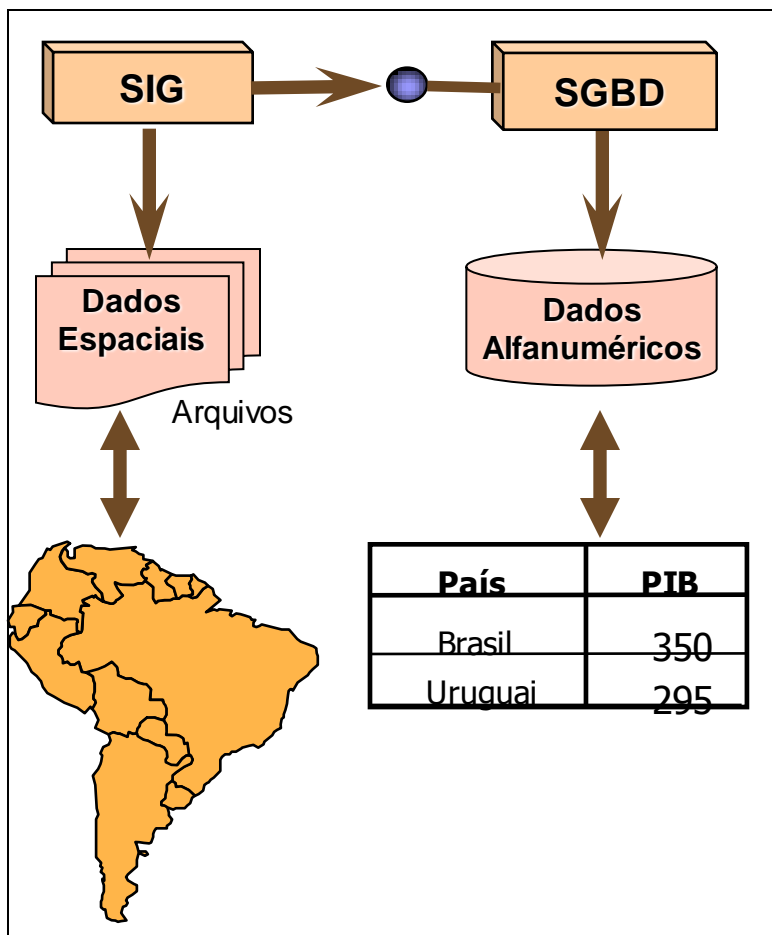 SIG
SGBD
Dados
Espaciais
Arquivos
Dados
Alfanuméricos
País PIB
Brasil 350
Uruguai 295